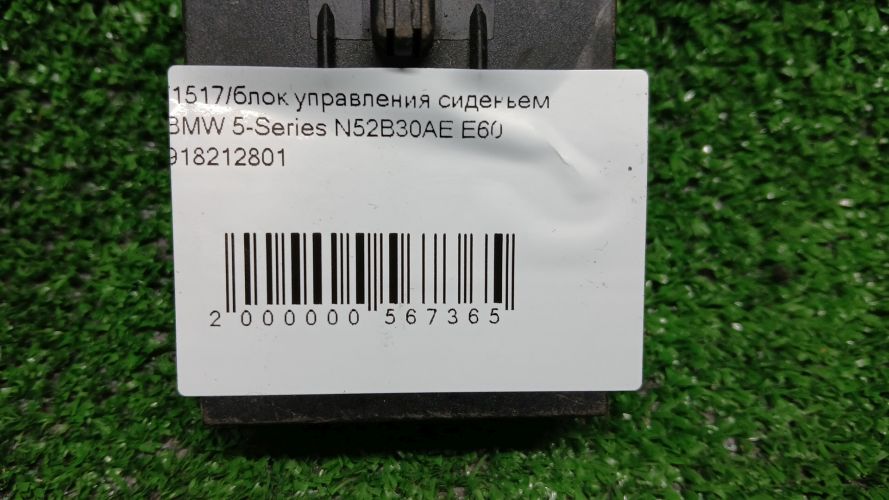 1517/блок управления сиденьем
BMW 5-Series N52B30AE E60
918212801
2 000000 567365